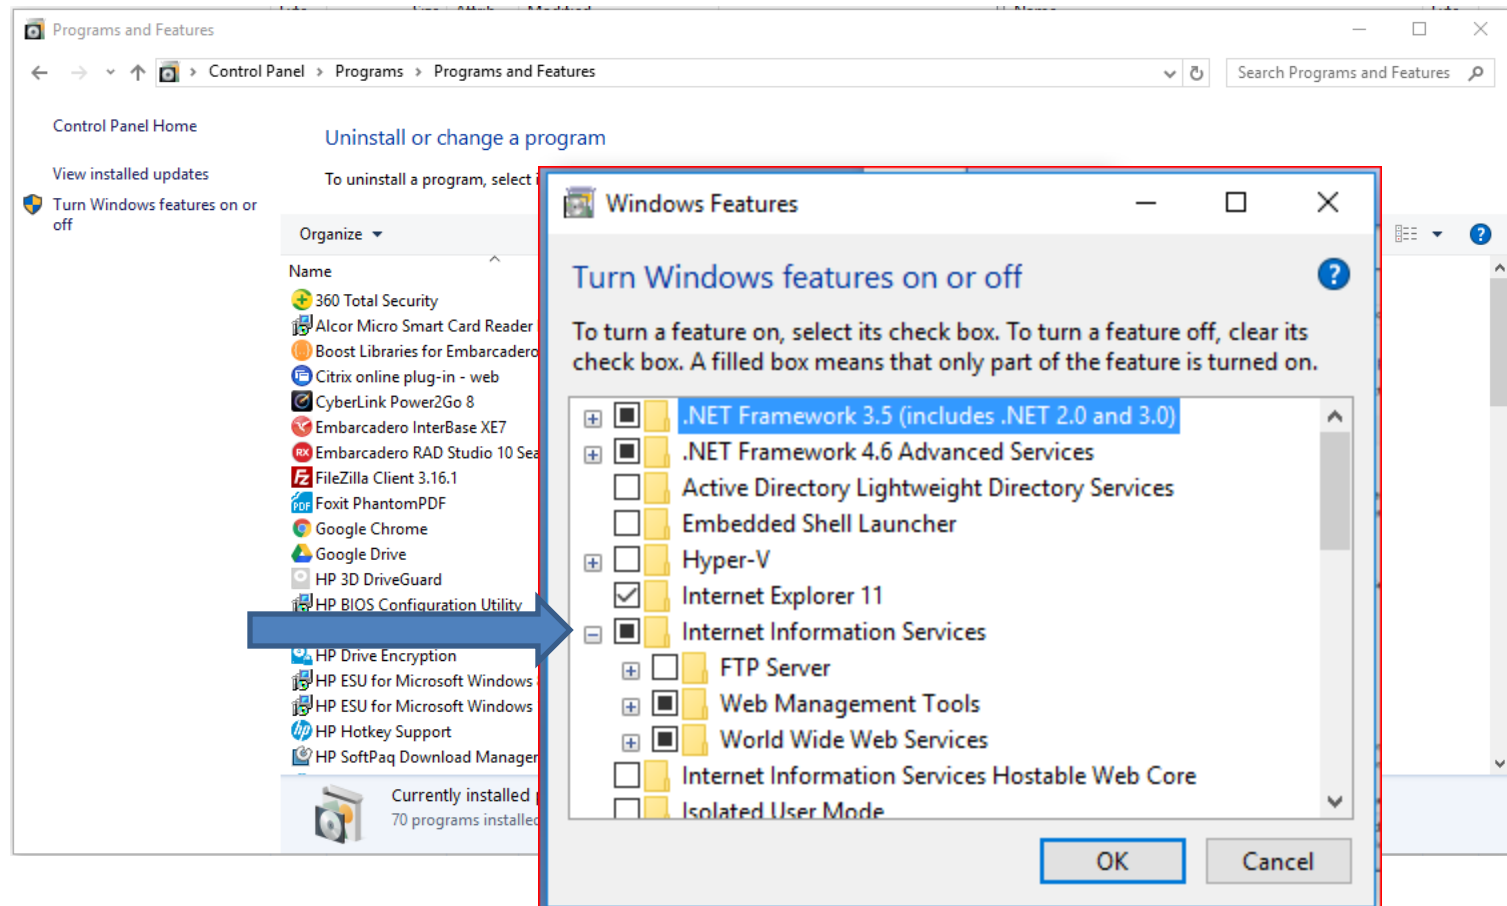 Programs and Features
Control Panel > Programs > Programs and Features
Search Programs and Features
Control Panel Home
View installed updates
Turn Windows features on or
off
Uninstall or change a program
To uninstall a program, select
Organize
Name
360 Total Security
Alcor Micro Smart Card Reader
Boost Libraries for Embarcadero
Citrix online plug-in - web
CyberLink Power2Go 8
Embarcadero InterBase XE7
Embarcadero RAD Studio 10 Sea
FileZilla Client 3.16.1
Foxit PhantomPDF
Google Chrome
Google Drive
HP 3D DriveGuard
HP BIOS Configuration Utility
HP Drive Encryption
HP ESU for Microsoft Windows
HP ESU for Microsoft Windows
HP Hotkey Support
HP SoftPaq Download Manager
Currently installed
70 programs installed
Windows Features
Turn Windows features on or off
To turn a feature on, select its check box. To turn a feature off, clear its
check box. A filled box means that only part of the feature is turned on.
.NET Framework 3.5 (includes .NET 2.0 and 3.0)
.NET Framework 4.6 Advanced Services
Active Directory Lightweight Directory Services
Embedded Shell Launcher
Hyper-V
Internet Explorer 11
Internet Information Services
FTP Server
Web Management Tools
World Wide Web Services
Internet Information Services Hostable Web Core
Isolated User Mode
OK
Cancel